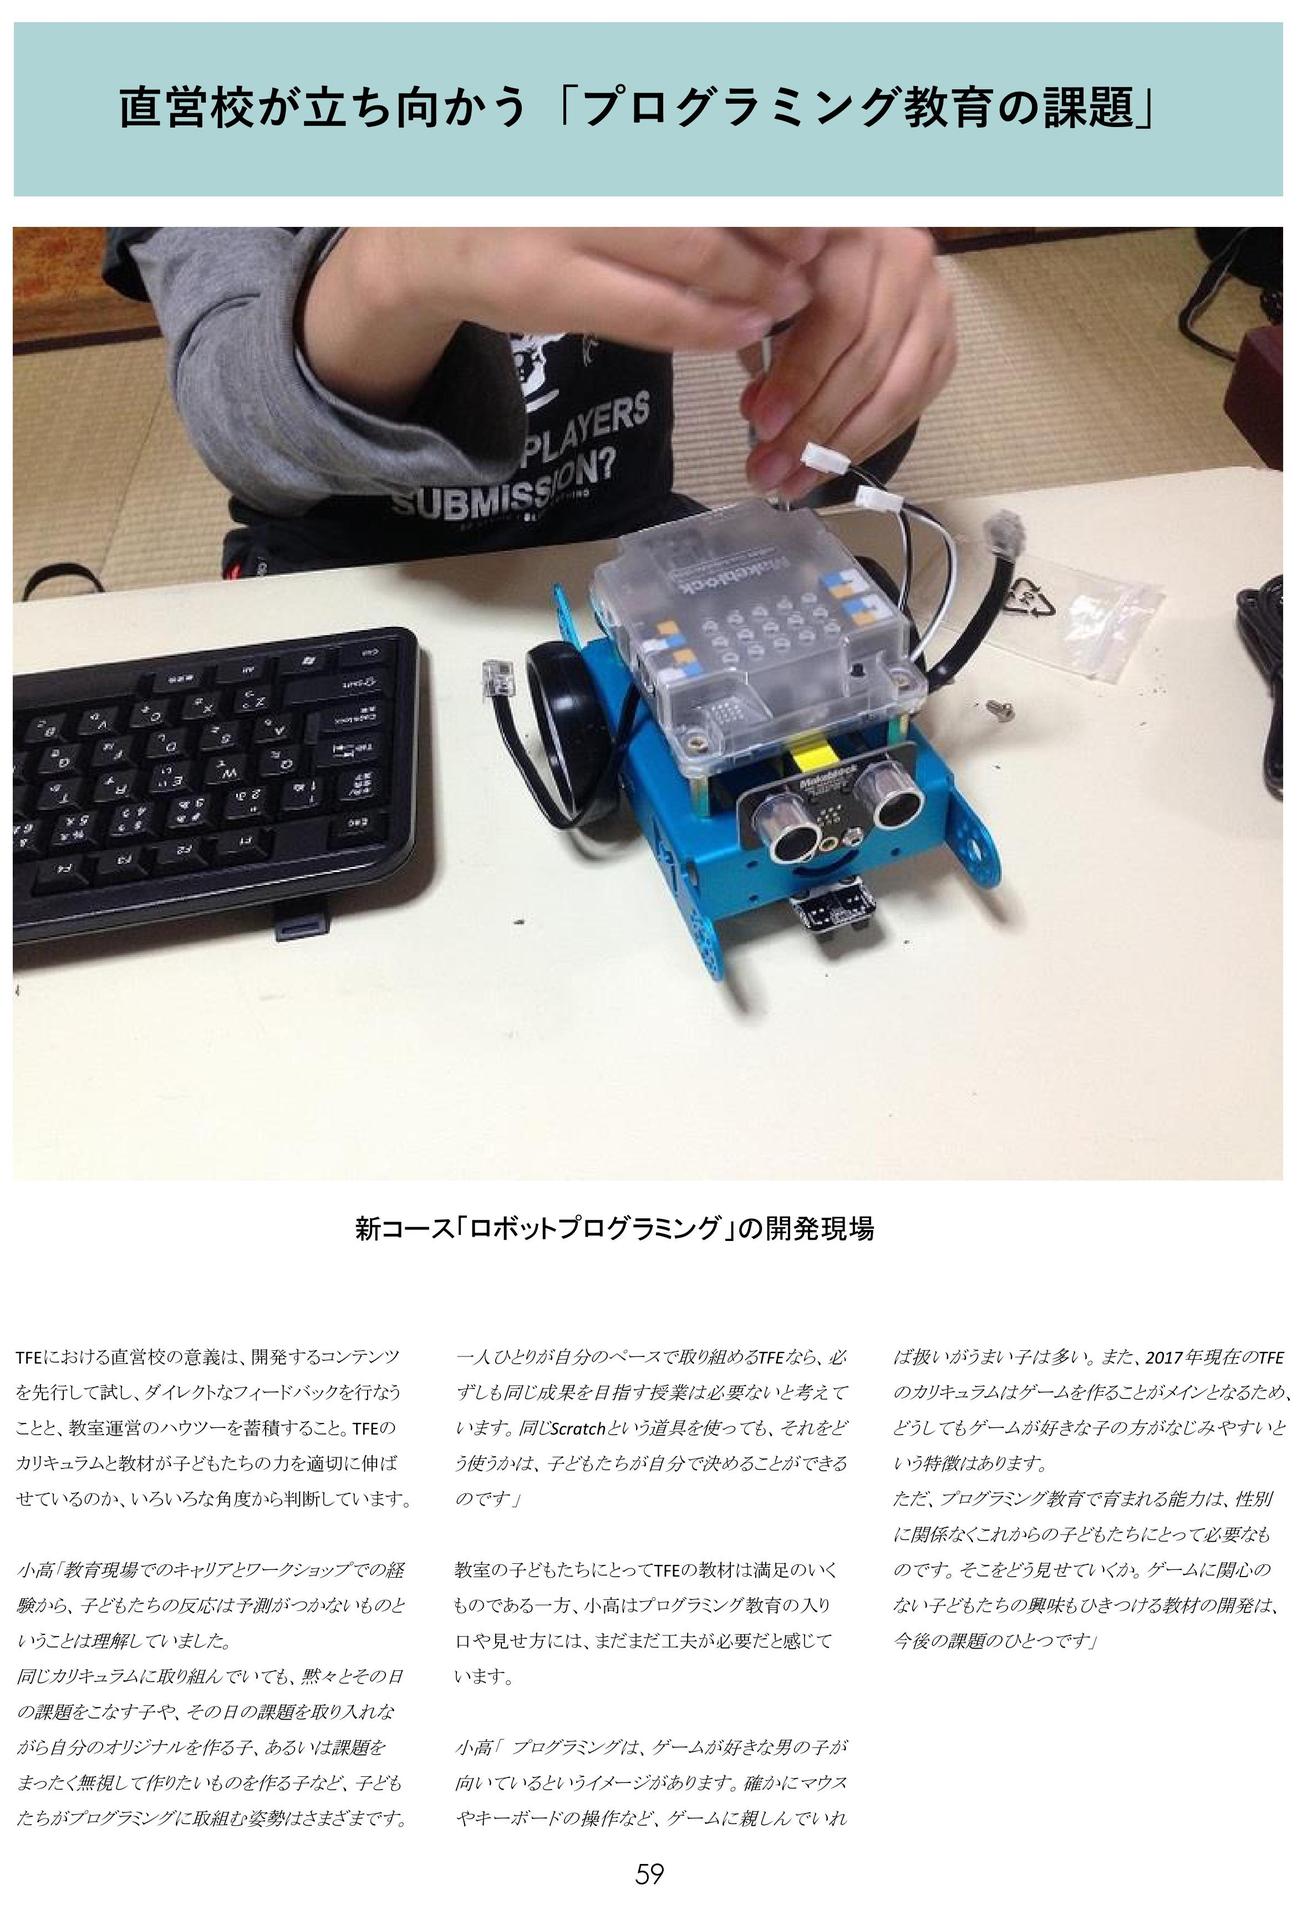 直営校が立ち向かう「プログラミング教育の課題」
PLAYERS
SUBMISSION?
Makeblock
Makeblock
新コース「ロボットプログラミング」の開発現場
TFEにおける直営校の意義は、開発するコンテンツ
を先行して試し、ダイレクトなフィードバックを行なう
ことと、教室運営のハウツーを蓄積すること。TFEの
カリキュラムと教材が子どもたちの力を適切に伸ば
せているのか、いろいろな角度から判断しています。
小高「教育現場でのキャリアとワークショップでの経
験から、子どもたちの反応は予測がつかないものと
いうことは理解していました。
同じカリキュラムに取り組んでいても、黙々とその日
の課題をこなす子や、その日の課題を取り入れな
がら自分のオリジナルを作る子、あるいは課題を
まったく無視して作りたいものを作る子など、子ども
たちがプログラミングに取組む姿勢はさまざまです。
一人ひとりが自分のペースで取り組めるTFEなら、必
ずしも同じ成果を目指す授業は必要ないと考えて
います。同じScratchという道具を使っても、それをど
う使うかは、子どもたちが自分で決めることができる
のです」
教室の子どもたちにとってTFEの教材は満足のいく
ものである一方、小高はプログラミング教育の入り
口や見せ方には、まだまだ工夫が必要だと感じて
います。
小高「 プログラミングは、ゲームが好きな男の子が
向いているというイメージがあります。確かにマウス
やキーボードの操作など、ゲームに親しんでいれ
ば扱いがうまい子は多い。また、2017年現在のTFE
のカリキュラムはゲームを作ることがメインとなるため、
どうしてもゲームが好きな子の方がなじみやすいと
いう特徴はあります。
ただ、プログラミング教育で育まれる能力は、性別
に関係なくこれからの子どもたちにとって必要なも
のです。そこをどう見せていくか。ゲームに関心の
ない子どもたちの興味もひきつける教材の開発は、
今後の課題のひとつです」
59